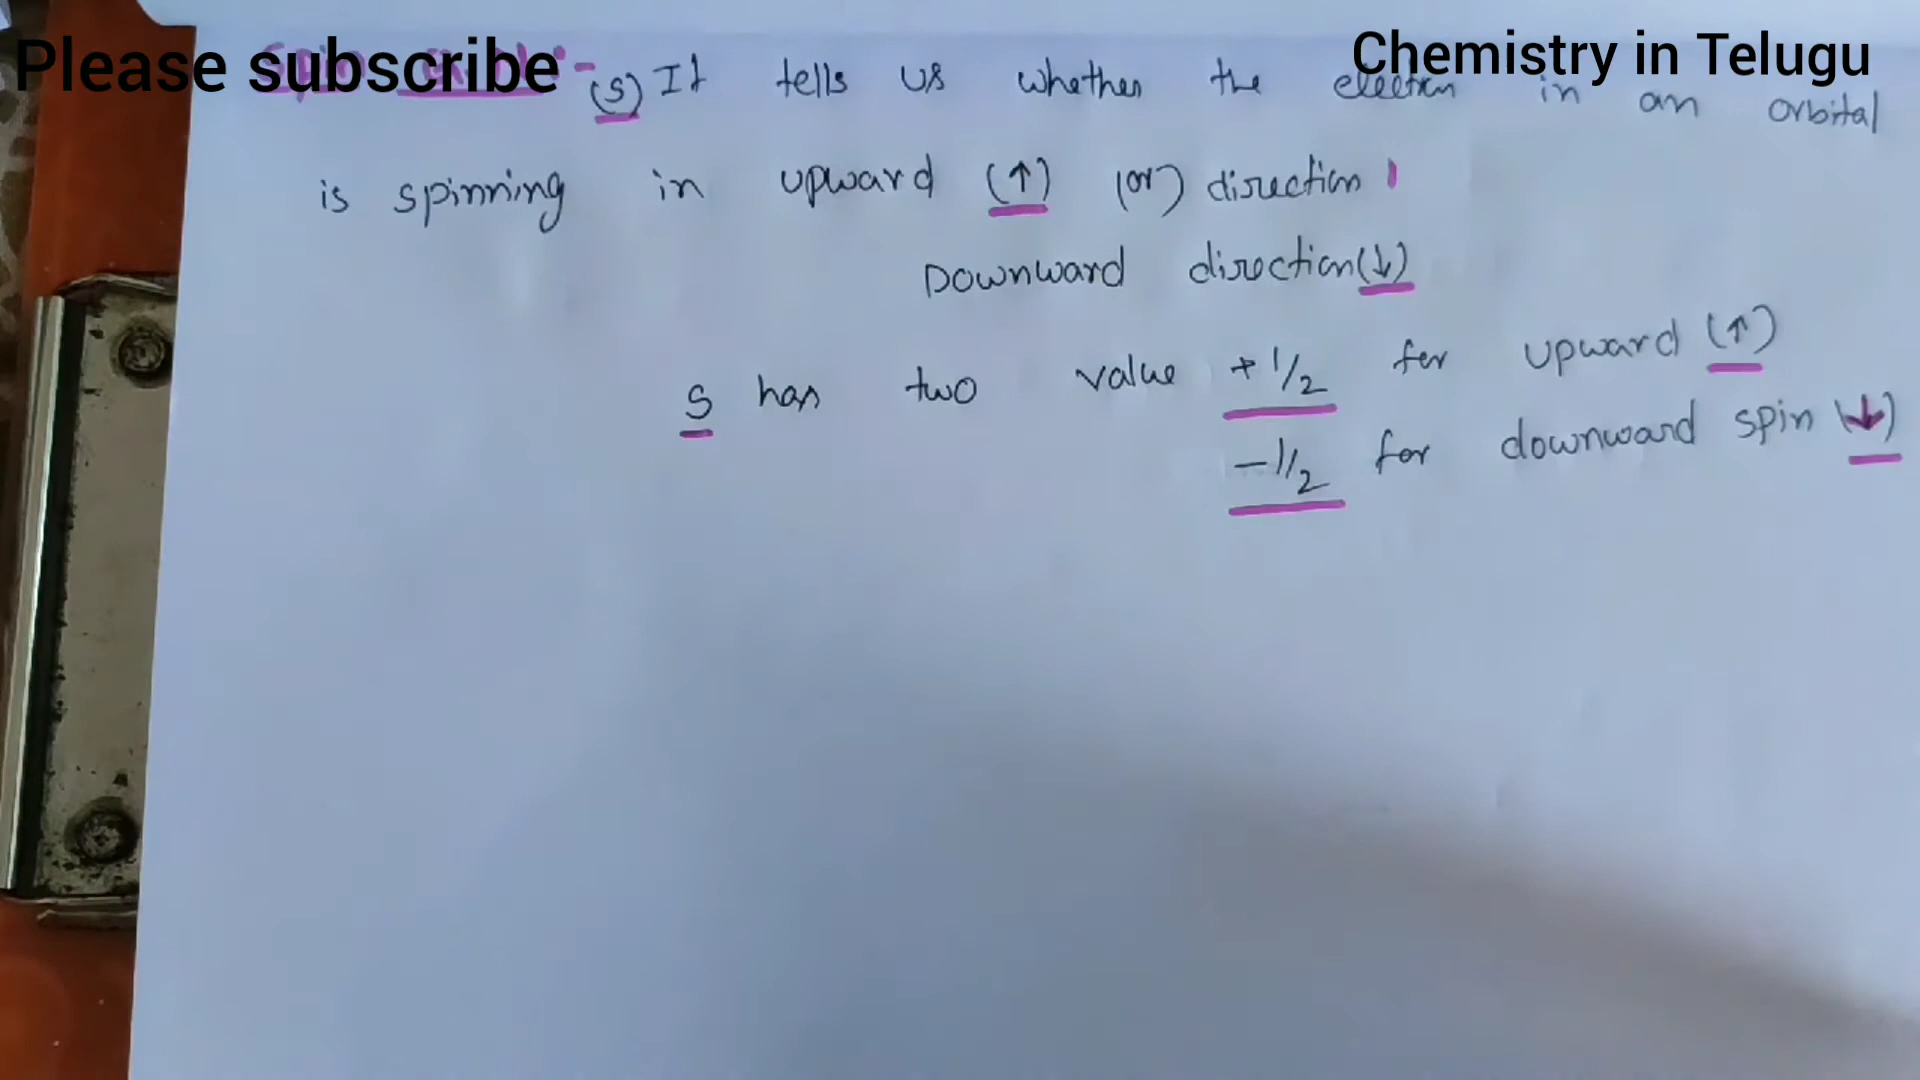 Please subscribe
Chemistry in Telugu
(s) It tells us whether the electron in an orbital
is spinning in upward (↑) (or) direction
Downward direction(↓)
s has two value +1/2 for upward (↑)
-1/2 for downward spin (↓)